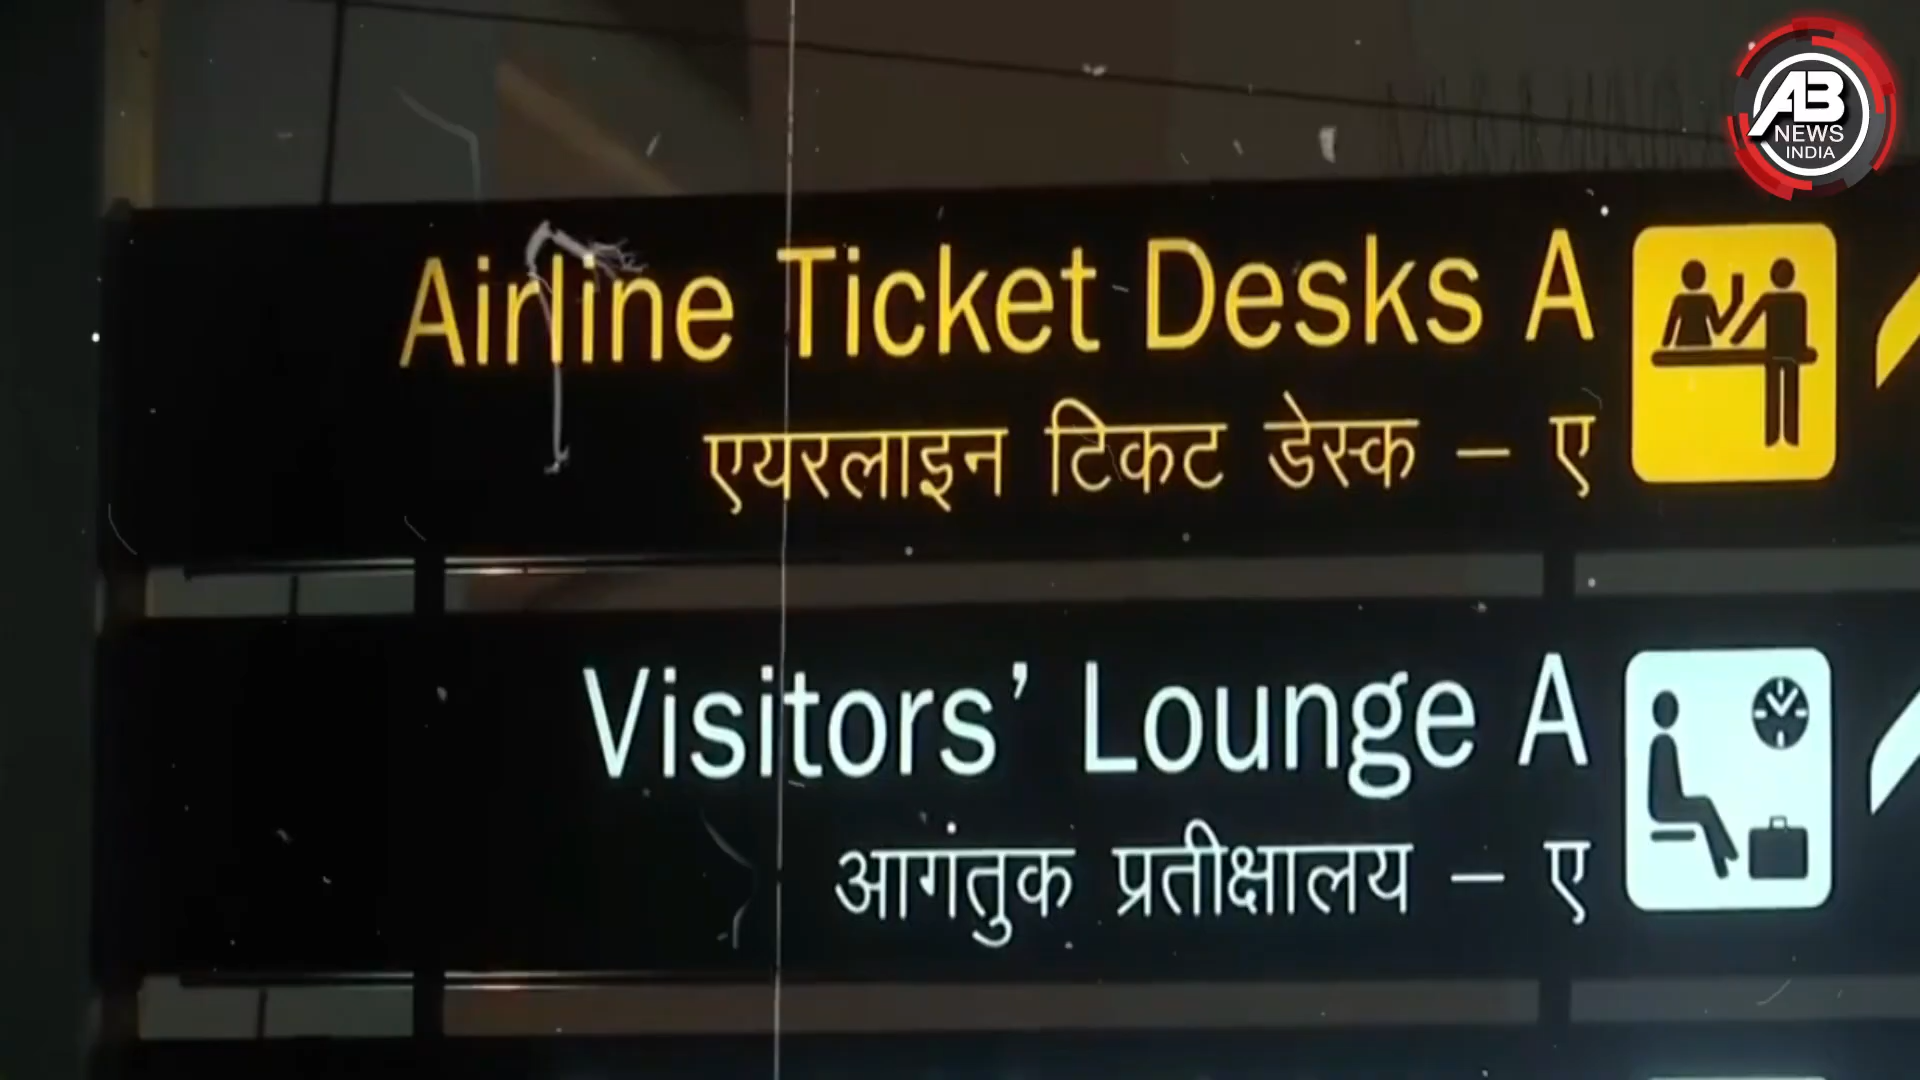 AB
NEWS
INDIA
Airline Ticket Desks A
एयरलाइन टिकट डेस्क – ए
Visitors’ Lounge A
आगंतुक प्रतीक्षालय – ए